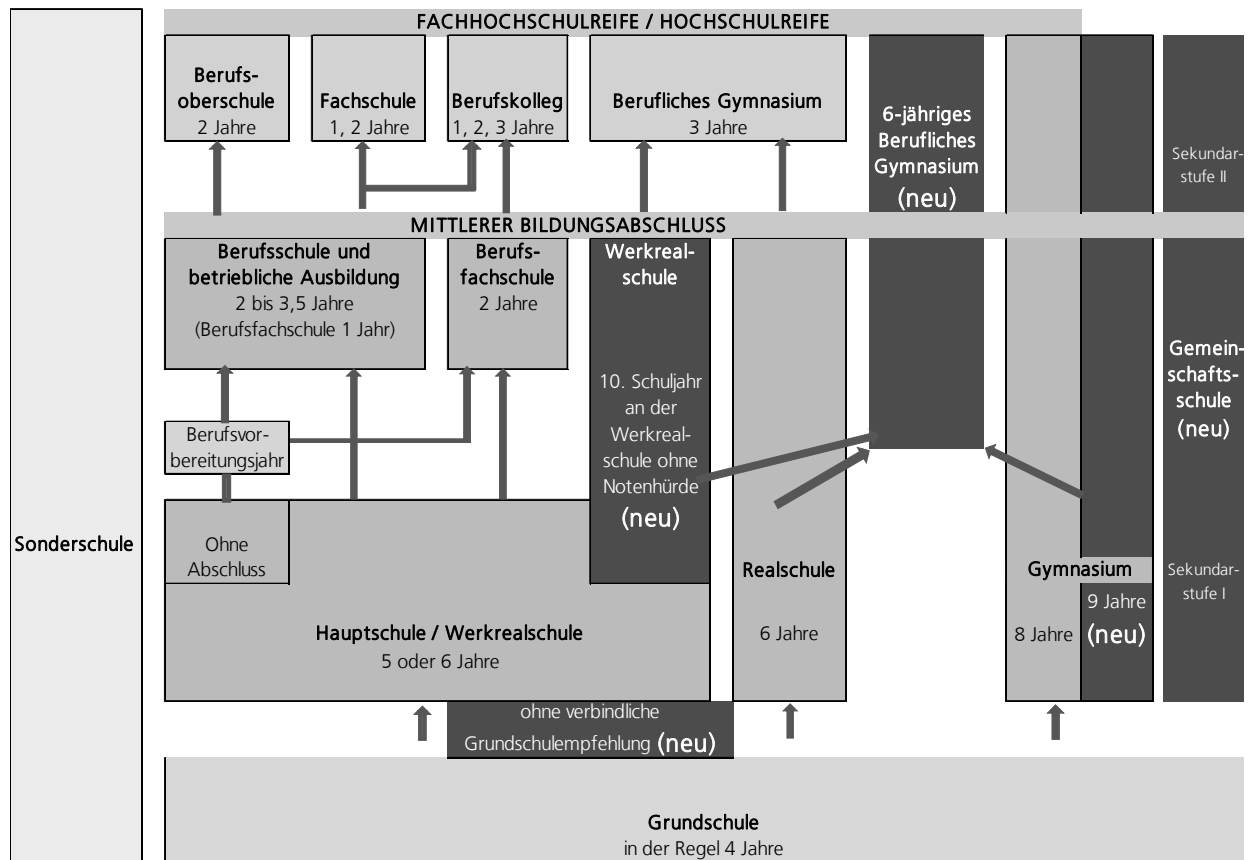 FACHHOCHSCHULREIFE / HOCHSCHULREIFE
Berufs-
oberschule
2 Jahre
Fachschule
1, 2 Jahre
Berufskolleg
1, 2, 3 Jahre
Berufliches Gymnasium
3 Jahre
6-jähriges
Berufliches
Gymnasium
(neu)
Sekundar-
stufe II
MITTLERER BILDUNGSABSCHLUSS
Berufsschule und
betriebliche Ausbildung
2 bis 3,5 Jahre
(Berufsfachschule 1 Jahr)
Berufs-
fachschule
2 Jahre
Werkreal-
schule
10. Schuljahr
an der
Werkreal-
schule ohne
Notenhürde
(neu)
Gemein-
schafts-
schule
(neu)
Berufsvor-
bereitungsjahr
Sonderschule
Ohne
Abschluss
Hauptschule / Werkrealschule
5 oder 6 Jahre
Realschule
6 Jahre
Gymnasium
8 Jahre
9 Jahre
(neu)
Sekundar-
stufe I
ohne verbindliche
Grundschulempfehlung (neu)
Grundschule
in der Regel 4 Jahre